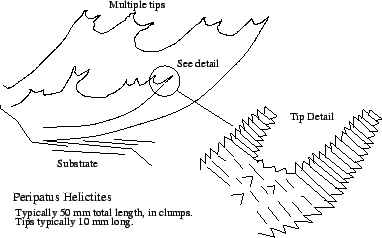 Multiple tips
See detail
Tip Detail
Substrate
Peripatus Helictites
Typically 50 mm total length, in clumps.
Tips typically 10 mm long.